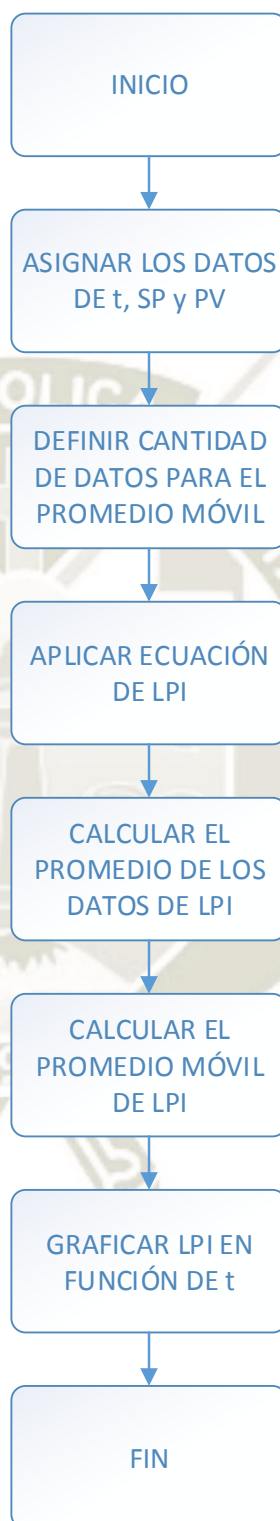 INICIO
ASIGNAR LOS DATOS
DE t, SP y PV
DEFINIR CANTIDAD
DE DATOS PARA EL
PROMEDIO MÓVIL
APLICAR ECUACIÓN
DE LPI
CALCULAR EL
PROMEDIO DE LOS
DATOS DE LPI
CALCULAR EL
PROMEDIO MÓVIL
DE LPI
GRAFICAR LPI EN
FUNCIÓN DE t
FIN